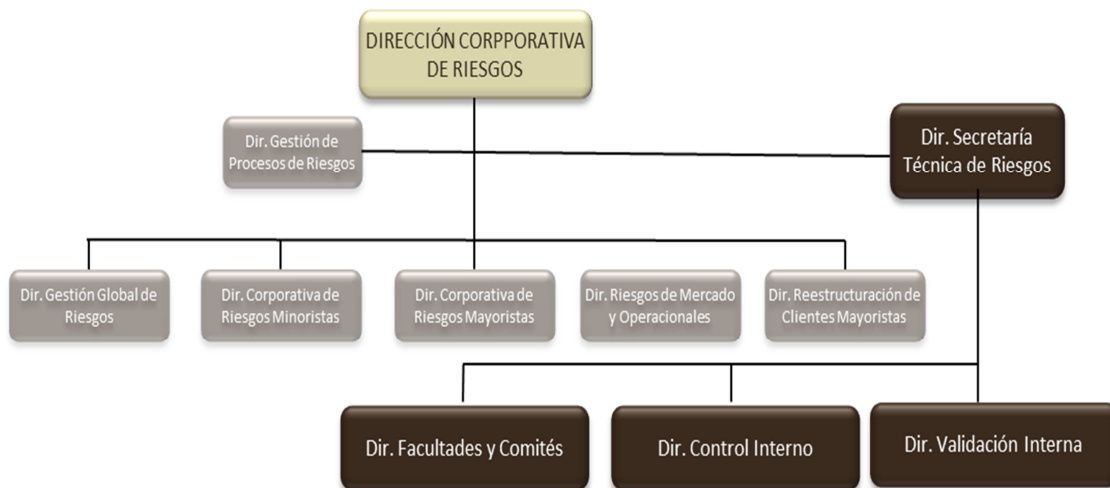 DIRECCIÓN CORPPORATIVA
DE RIESGOS
Dir. Gestión de
Procesos de Riesgos
Dir. Secretaría
Técnica de Riesgos
Dir. Gestión Global de
Riesgos
Dir. Corporativa de
Riesgos Minoristas
Dir. Corporativa de
Riesgos Mayoristas
Dir. Riesgos de Mercado
y Operacionales
Dir. Reestructuración de
Clientes Mayoristas
Dir. Facultades y Comités
Dir. Control Interno
Dir. Validación Interna